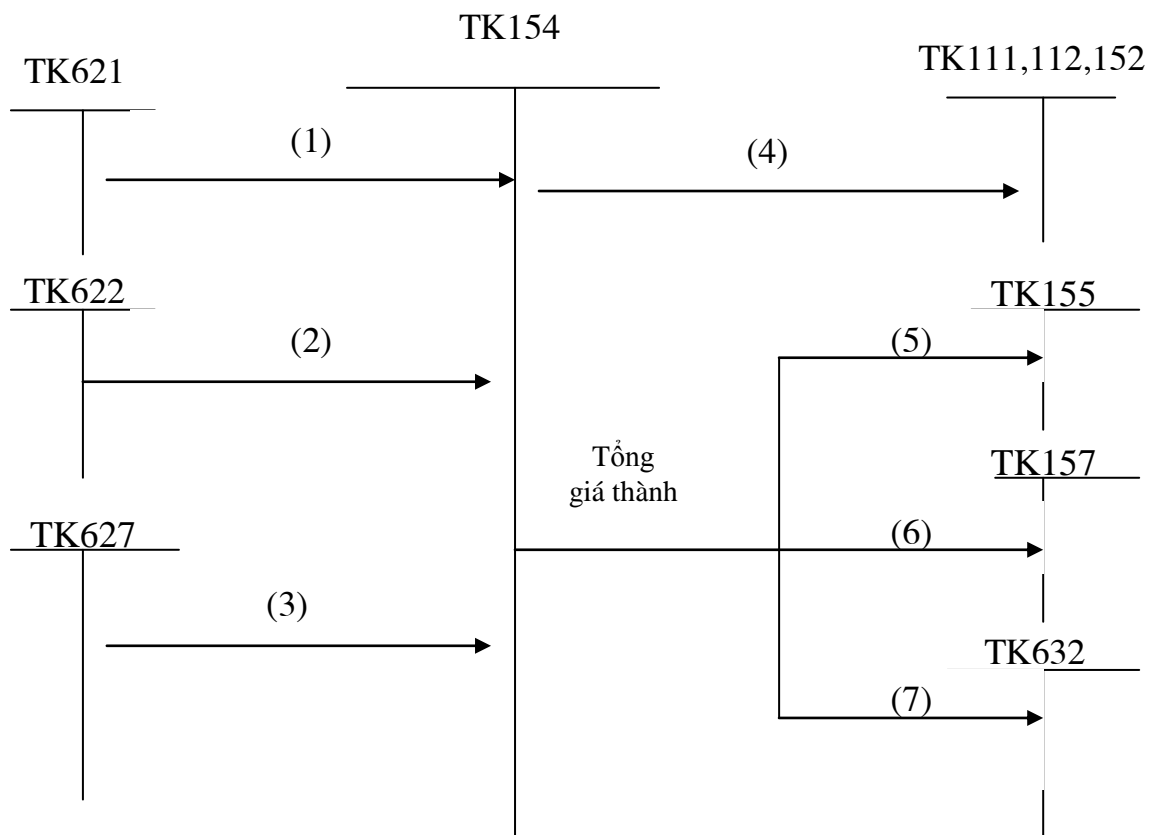 TK154
TK621
TK111,112,152
(1)
(4)
TK622
TK155
(2)
(5)
Tổng
giá thành
TK157
TK627
(6)
(3)
TK632
(7)